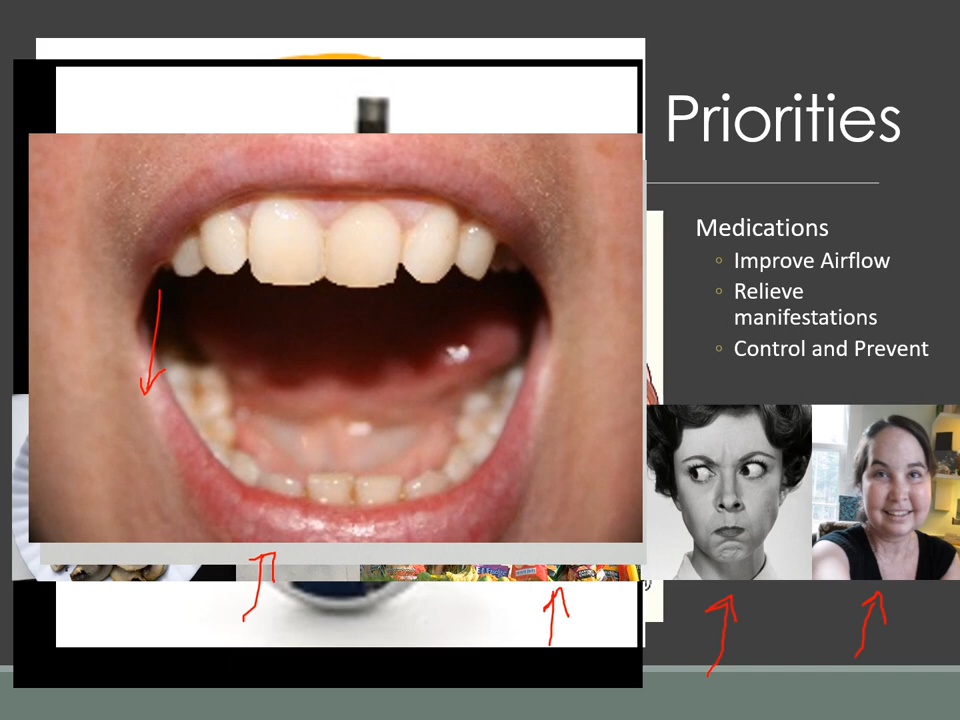 Priorities
Medications
Improve Airflow
Relieve
manifestations
Control and Prevent